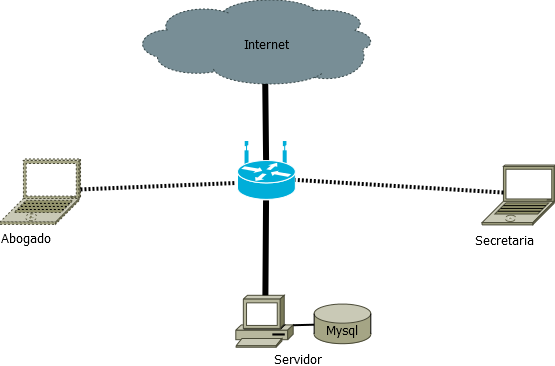 Internet
Abogado
Secretaria
Mysql
Servidor